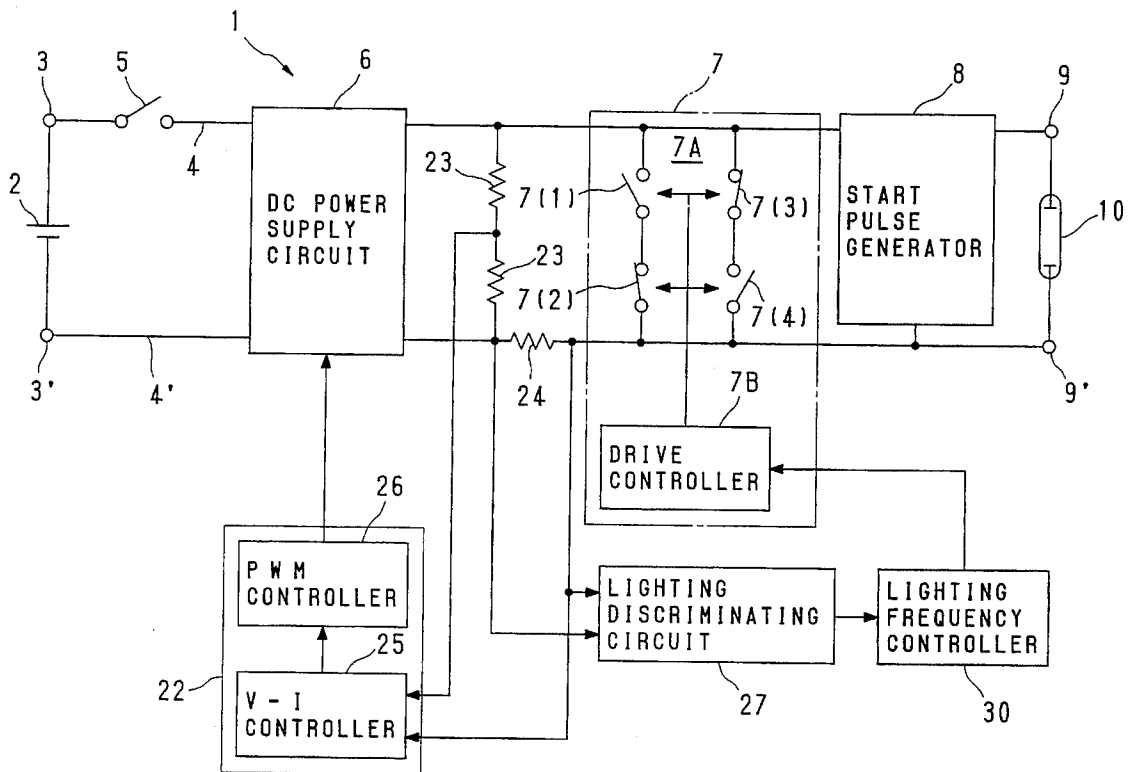 1
3
5
4
6
7
8
9
2
DC POWER
SUPPLY
CIRCUIT
23
23
7A
7(1)
7(3)
7(2)
7(4)
START
PULSE
GENERATOR
10
3'
4'
24
9'
7B
DRIVE
CONTROLLER
26
PWM
CONTROLLER
25
22
V-I
CONTROLLER
LIGHTING
DISCRIMINATING
CIRCUIT
27
LIGHTING
FREQUENCY
CONTROLLER
30